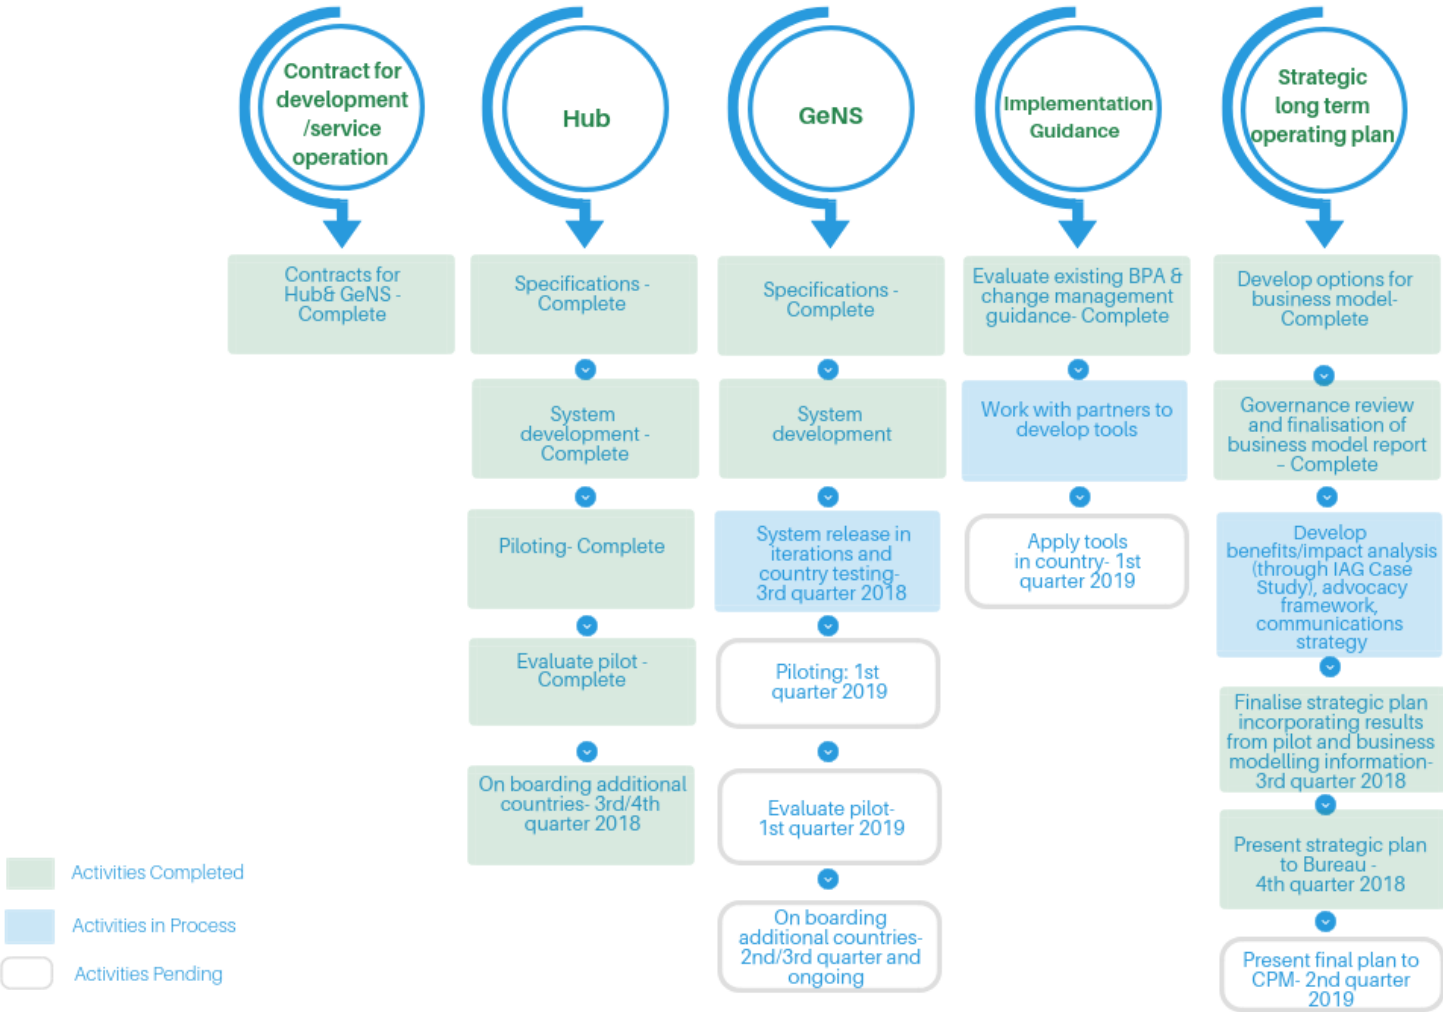 Contract for
development
/service
operation
Contracts for
Hub& GeNS -
Complete
Hub
Specifications -
Complete
System
development -
Complete
Piloting- Complete
Evaluate pilot -
Complete
On boarding additional
countries- 3rd/4th
quarter 2018
GeNS
Specifications -
Complete
System
development
System release in
iterations and
country testing-
3rd quarter 2018
Piloting: 1st
quarter 2019
Evaluate pilot-
1st quarter 2019
On boarding
additional countries-
2nd/3rd quarter and
ongoing
Implementation
Guidance
Evaluate existing BPA &
change management
guidance- Complete
Work with partners to
develop tools
Apply tools
in country- 1st
quarter 2019
Strategic
long term
operating plan
Develop options for
business model-
Complete
Governance review
and finalisation of
business model report
– Complete
Develop
benefits/impact analysis
(through IAG Case
Study), advocacy
framework,
communications
strategy
Finalise strategic plan
incorporating results
from pilot and business
modelling information-
3rd quarter 2018
Present strategic plan
to Bureau -
4th quarter 2018
Present final plan to
CPM- 2nd quarter
2019
Activities Completed
Activities in Process
Activities Pending